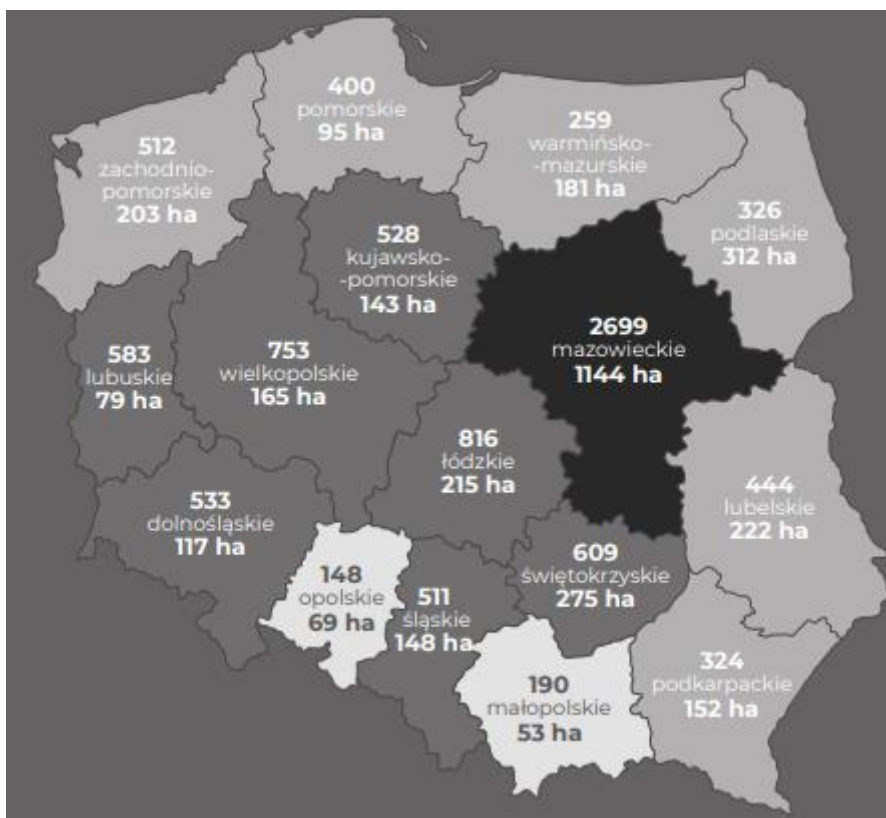 400
pomorskie
95 ha
259
warmińsko-
-mazurskie
181 ha
512
zachodnio-
pomorskie
203 ha
326
podlaskie
312 ha
528
kujawsko-
-pomorskie
143 ha
2699
mazowieckie
1144 ha
583
lubuskie
79 ha
753
wielkopolskie
165 ha
816
łódzkie
215 ha
444
lubelskie
222 ha
533
dolnośląskie
117 ha
609
świętokrzyskie
275 ha
148
opolskie
69 ha
511
śląskie
148 ha
190
małopolskie
53 ha
324
podkarpackie
152 ha